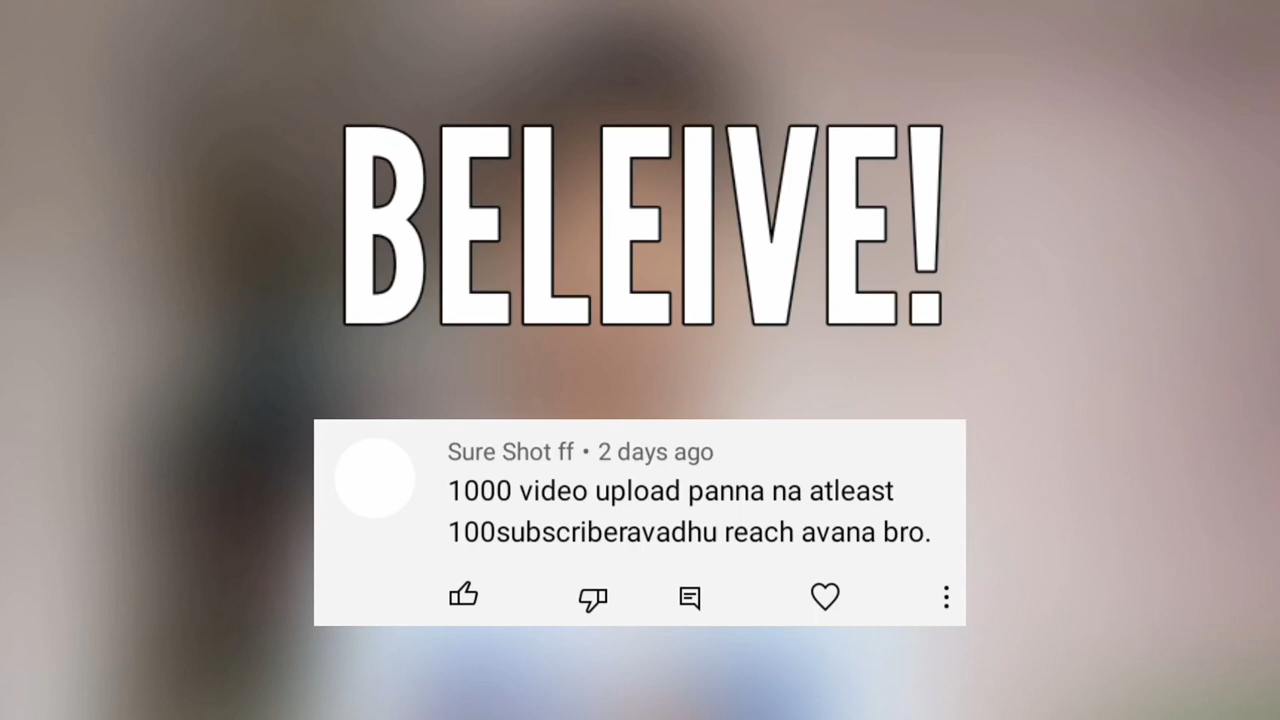 BELEIVE!
Sure Shot ff • 2 days ago
1000 video upload panna na atleast
100subscriberavadhu reach avana bro.